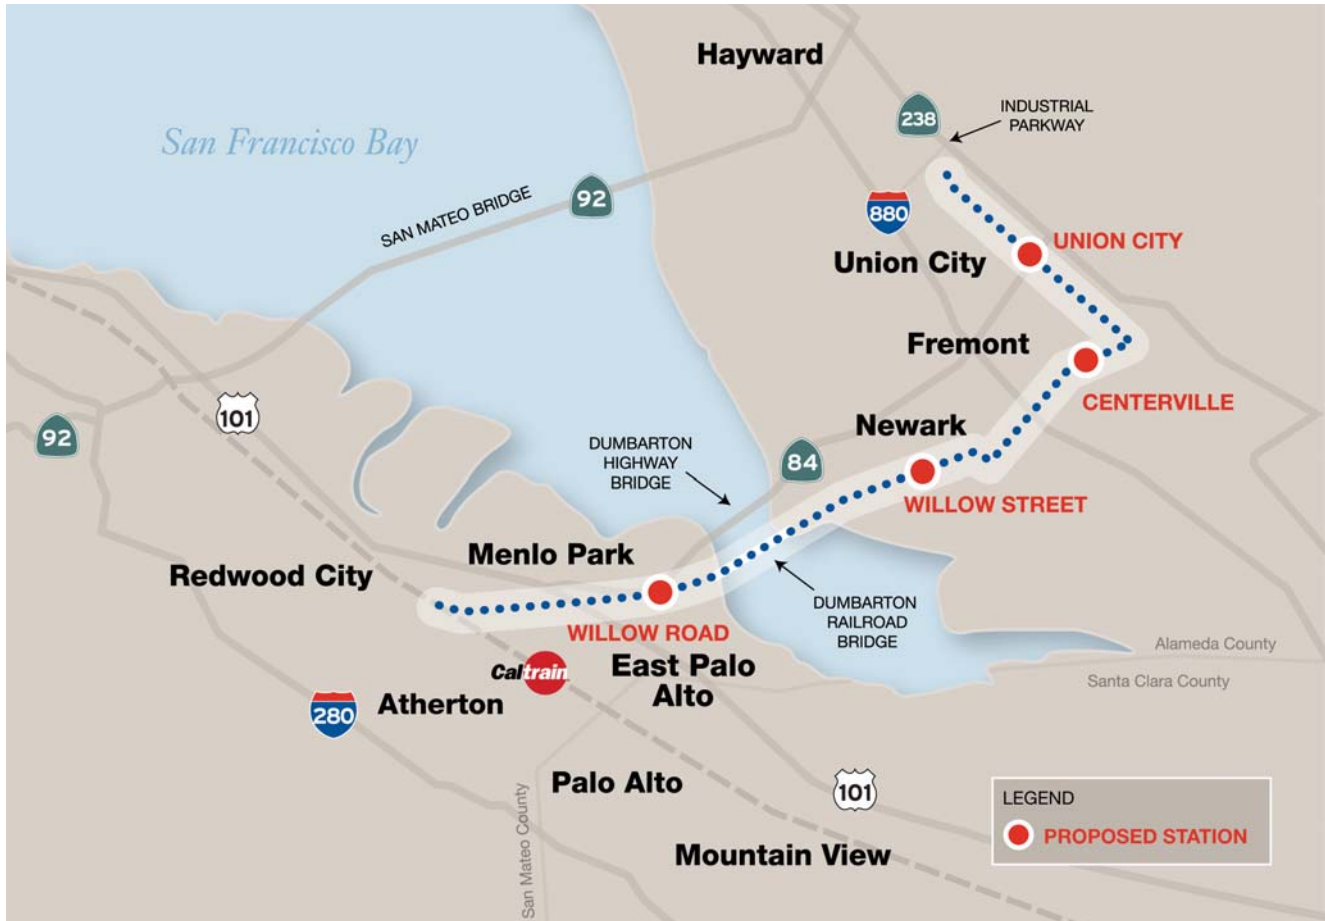 Hayward
238
INDUSTRIAL
PARKWAY
San Francisco Bay
92
SAN MATEO BRIDGE
880
UNION CITY
Union City
Fremont
CENTERVILLE
101
92
Newark
DUMBARTON
HIGHWAY
BRIDGE
84
WILLOW STREET
Menlo Park
Redwood City
DUMBARTON
RAILROAD
BRIDGE
WILLOW ROAD
Caltrain
East Palo
Alto
Alameda County
Santa Clara County
280
Atherton
Palo Alto
101
San Mateo County
Mountain View
LEGEND
PROPOSED STATION